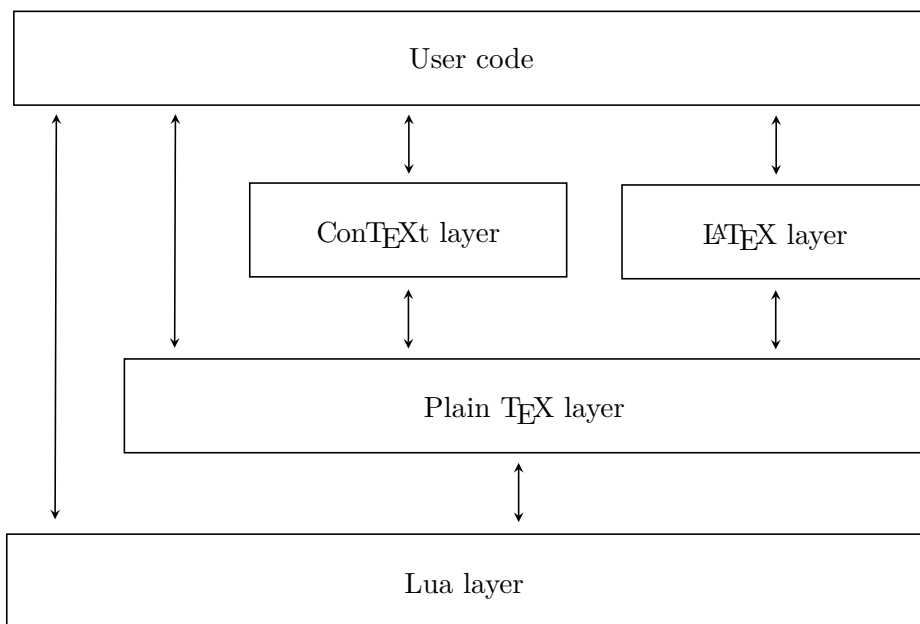 User code
ConTEXt layer
LATEX layer
Plain TEX layer
Lua layer